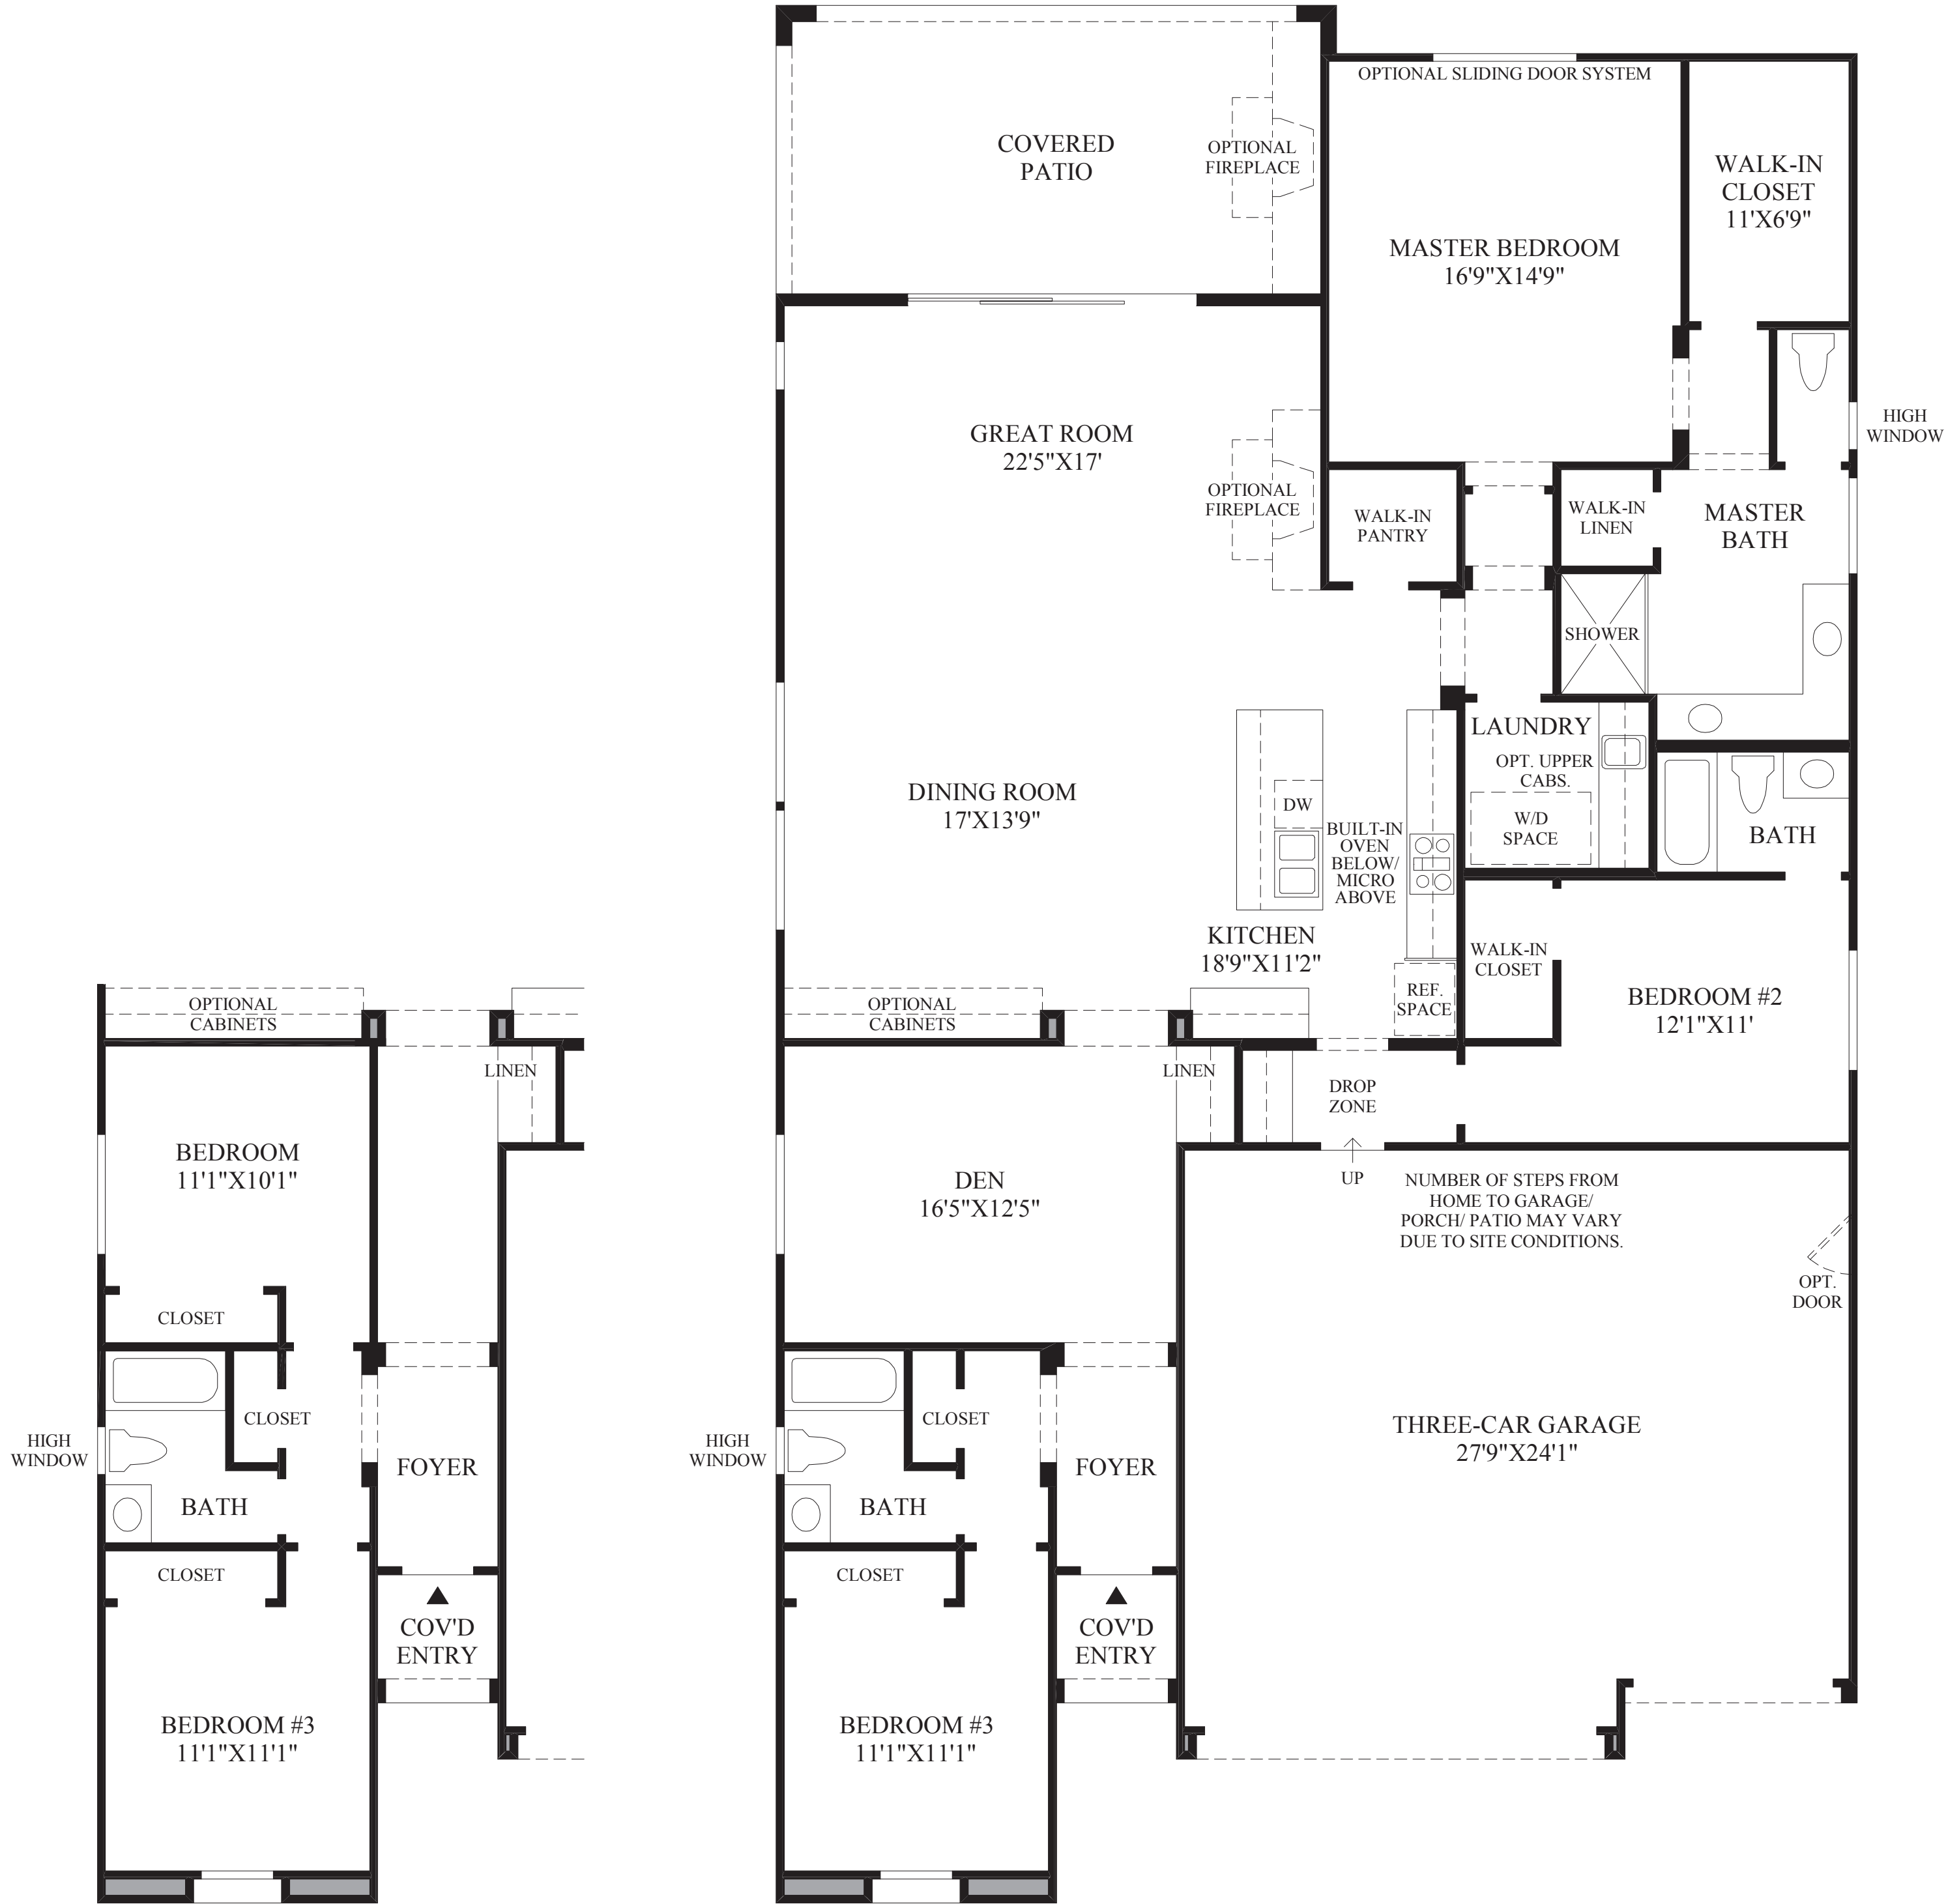 OPTIONAL SLIDING DOOR SYSTEM
COVERED
PATIO
OPTIONAL
FIREPLACE
WALK-IN
CLOSET
11'X6'9"
MASTER BEDROOM
16'9"X14'9"
HIGH
WINDOW
GREAT ROOM
22'5"X17'
OPTIONAL
FIREPLACE
WALK-IN
PANTRY
WALK-IN
LINEN
MASTER
BATH
SHOWER
LAUNDRY
OPT. UPPER
CABS.
W/D
SPACE
DINING ROOM
17'X13'9"
DW
BUILT-IN
OVEN
BELOW/
MICRO
ABOVE
BATH
KITCHEN
18'9"X11'2"
WALK-IN
CLOSET
REF.
SPACE
BEDROOM #2
12'1"X11'
OPTIONAL
CABINETS
LINEN
DROP
ZONE
UP
DEN
16'5"X12'5"
NUMBER OF STEPS FROM
HOME TO GARAGE/
PORCH/ PATIO MAY VARY
DUE TO SITE CONDITIONS.
OPT.
DOOR
CLOSET
HIGH
WINDOW
FOYER
BATH
THREE-CAR GARAGE
27'9"X24'1"
CLOSET
COV'D
ENTRY
BEDROOM #3
11'1"X11'1"
OPTIONAL
CABINETS
LINEN
BEDROOM
11'1"X10'1"
CLOSET
CLOSET
HIGH
WINDOW
FOYER
BATH
CLOSET
COV'D
ENTRY
BEDROOM #3
11'1"X11'1"